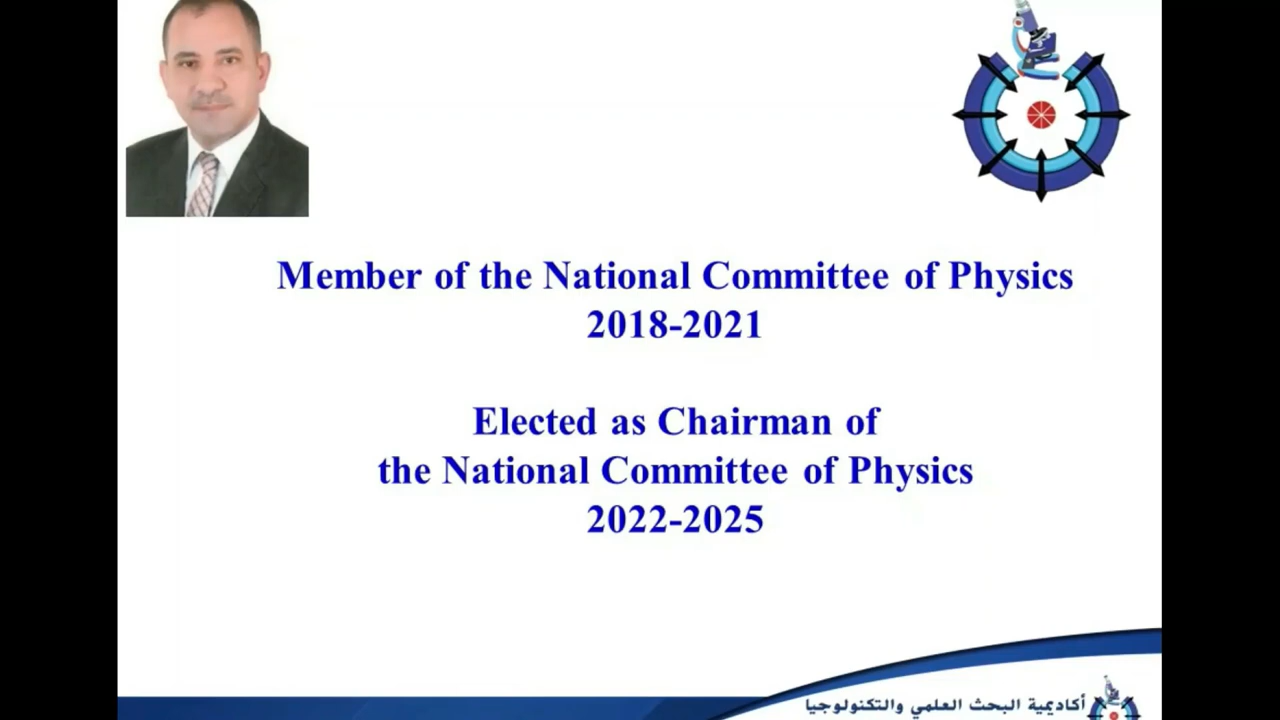 Member of the National Committee of Physics
2018-2021
Elected as Chairman of
the National Committee of Physics
2022-2025
أكاديمية البحث العلمي والتكنولوجيا